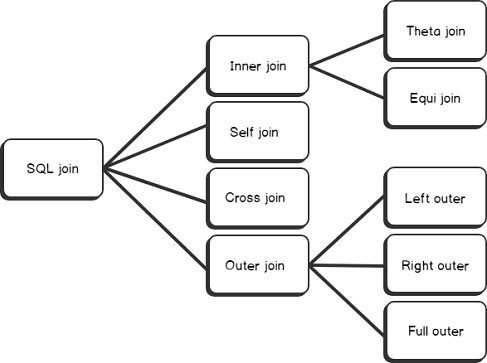 SQL join
Inner join
Self join
Cross join
Outer join
Theta join
Equi join
Left outer
Right outer
Full outer